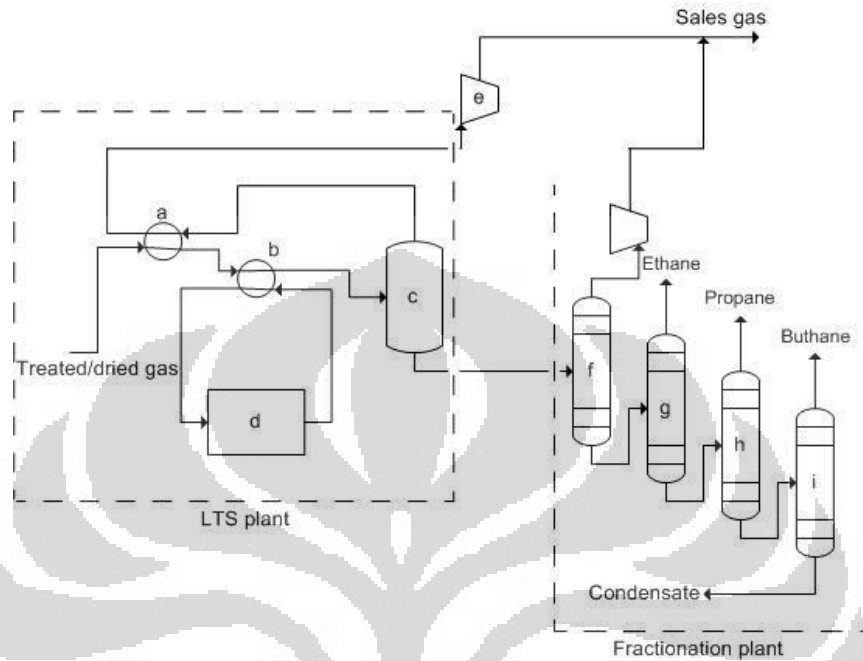 Sales gas
e
a
b
c
Ethane
Propane
Buthane
Treated/dried gas
d
f
g
h
i
LTS plant
Condensate
Fractionation plant